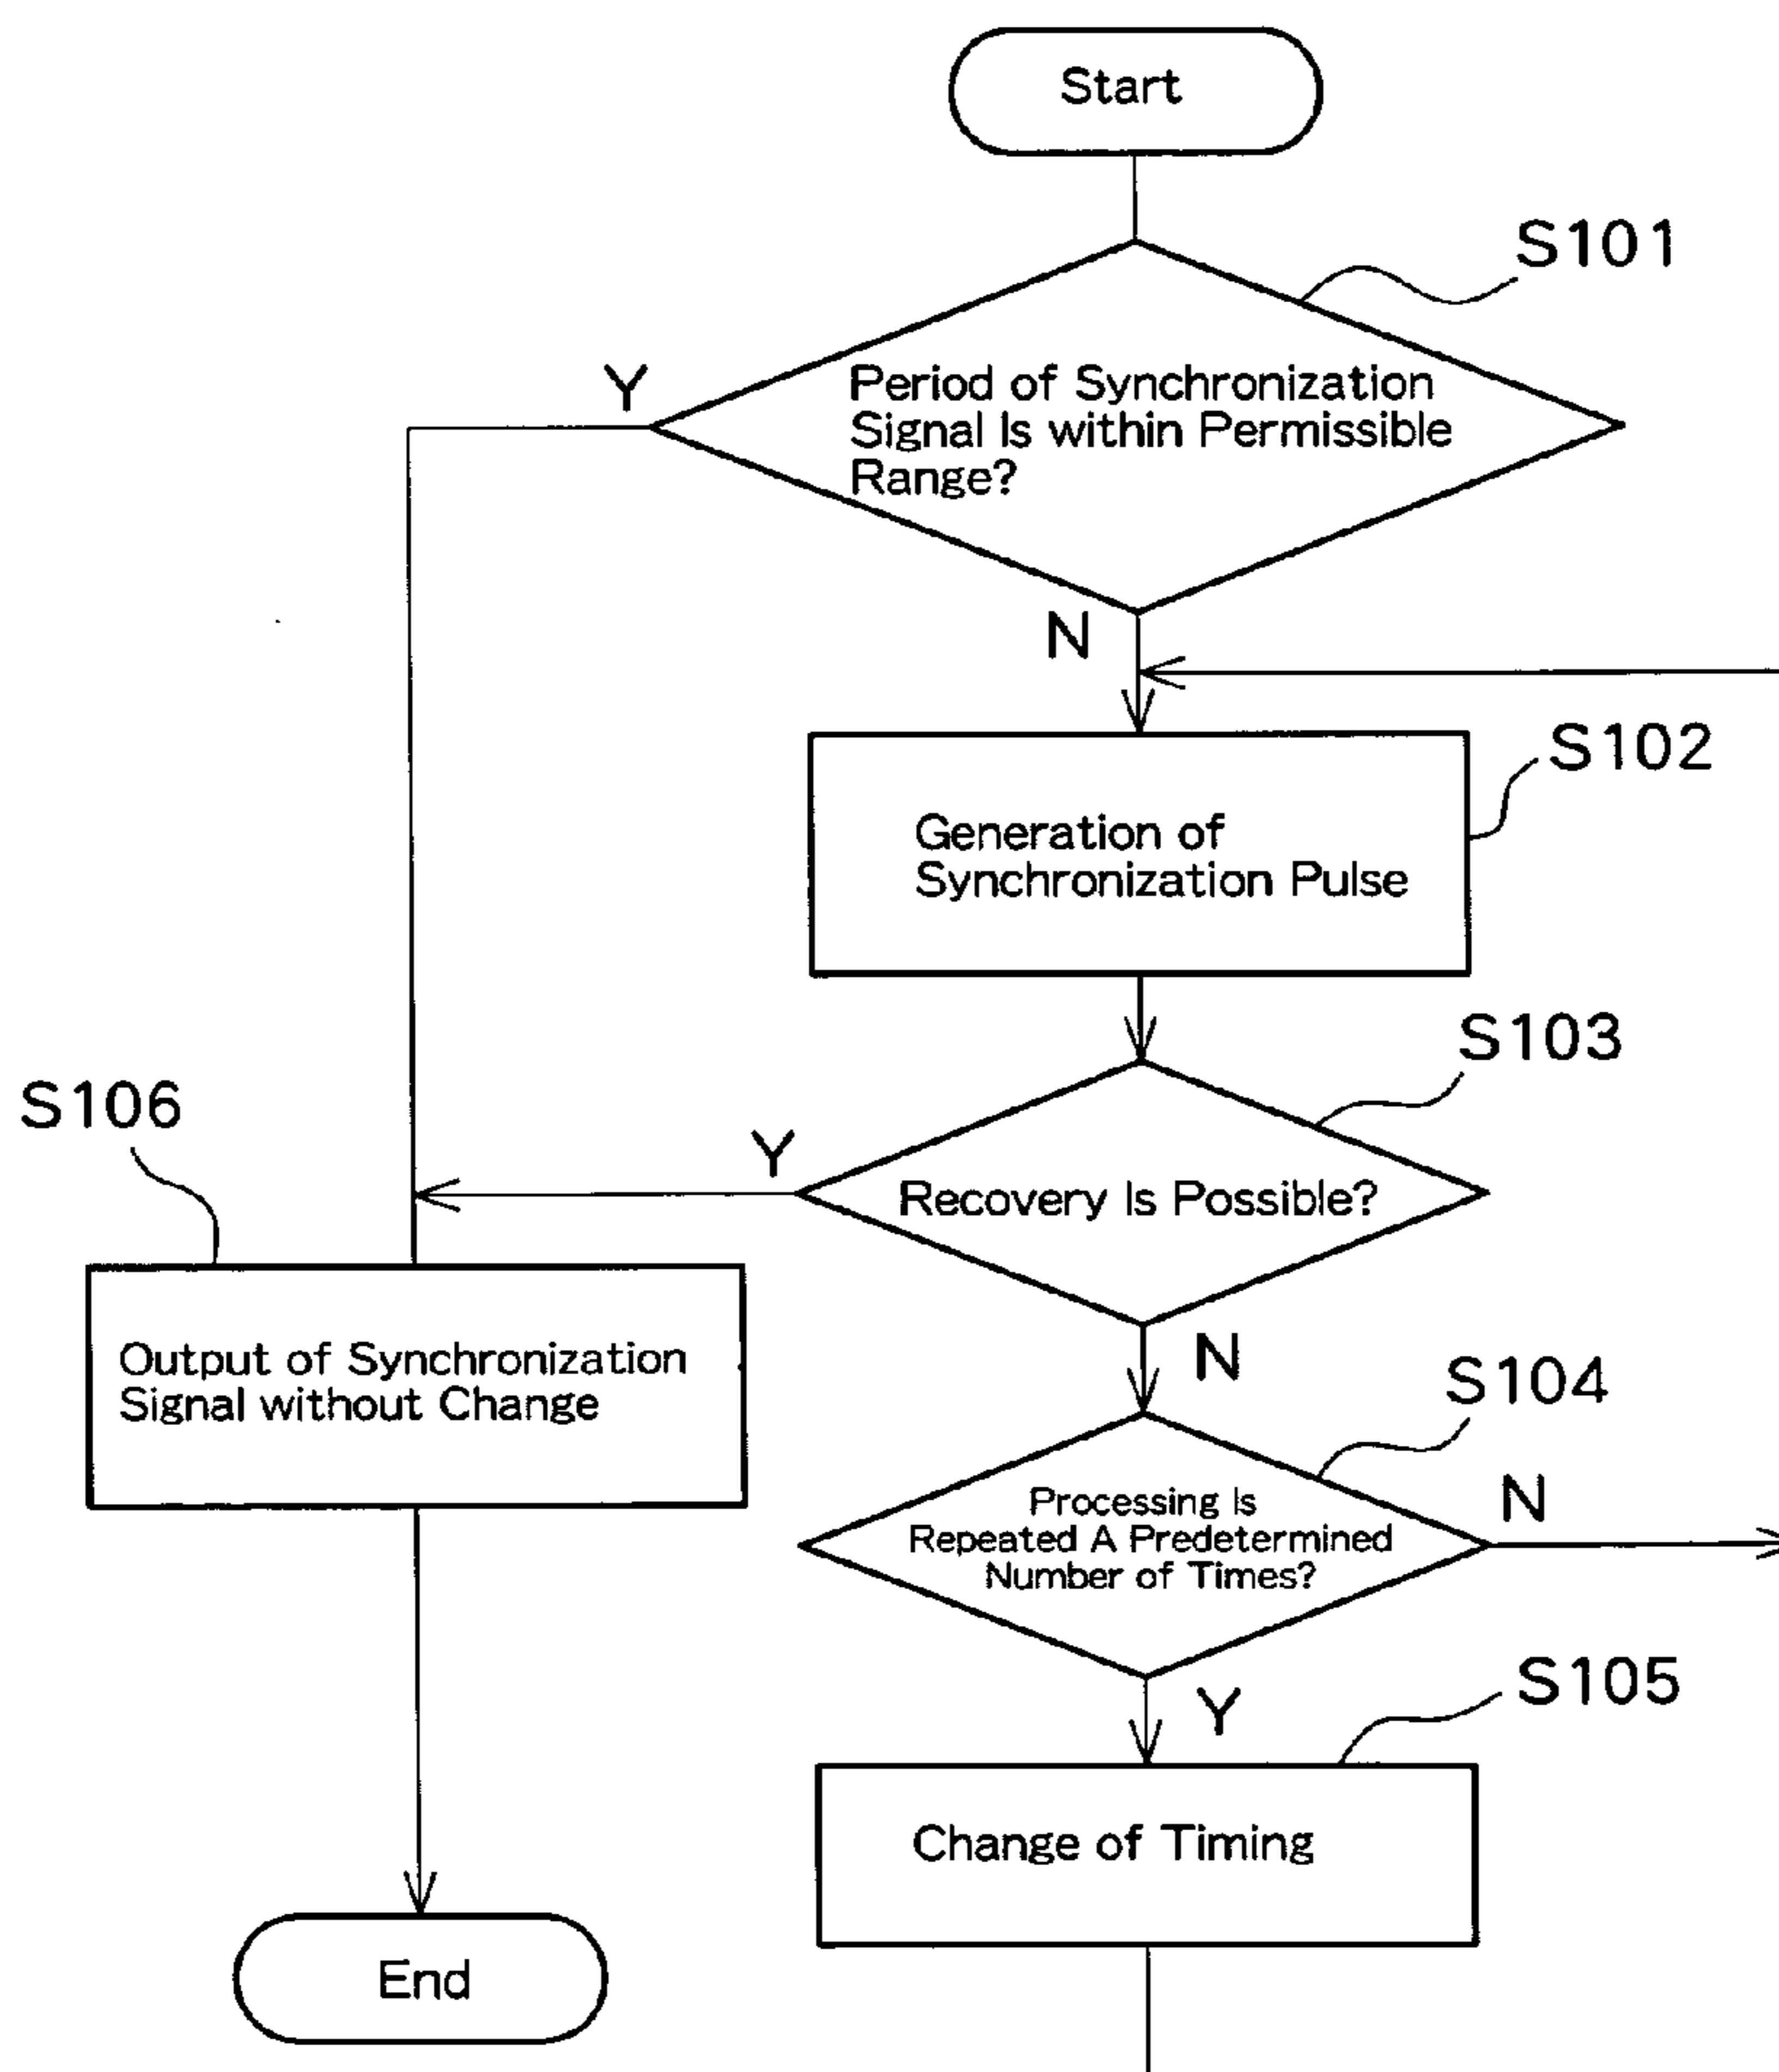 Start
S101
Y
Period of Synchronization
Signal Is within Permissible
Range?
N
S102
Generation of
Synchronization Pulse
S103
S106
Y
Recovery Is Possible?
Output of Synchronization
Signal without Change
N
S104
Processing Is
Repeated A Predetermined
Number of Times?
N
S105
Y
Change of Timing
End